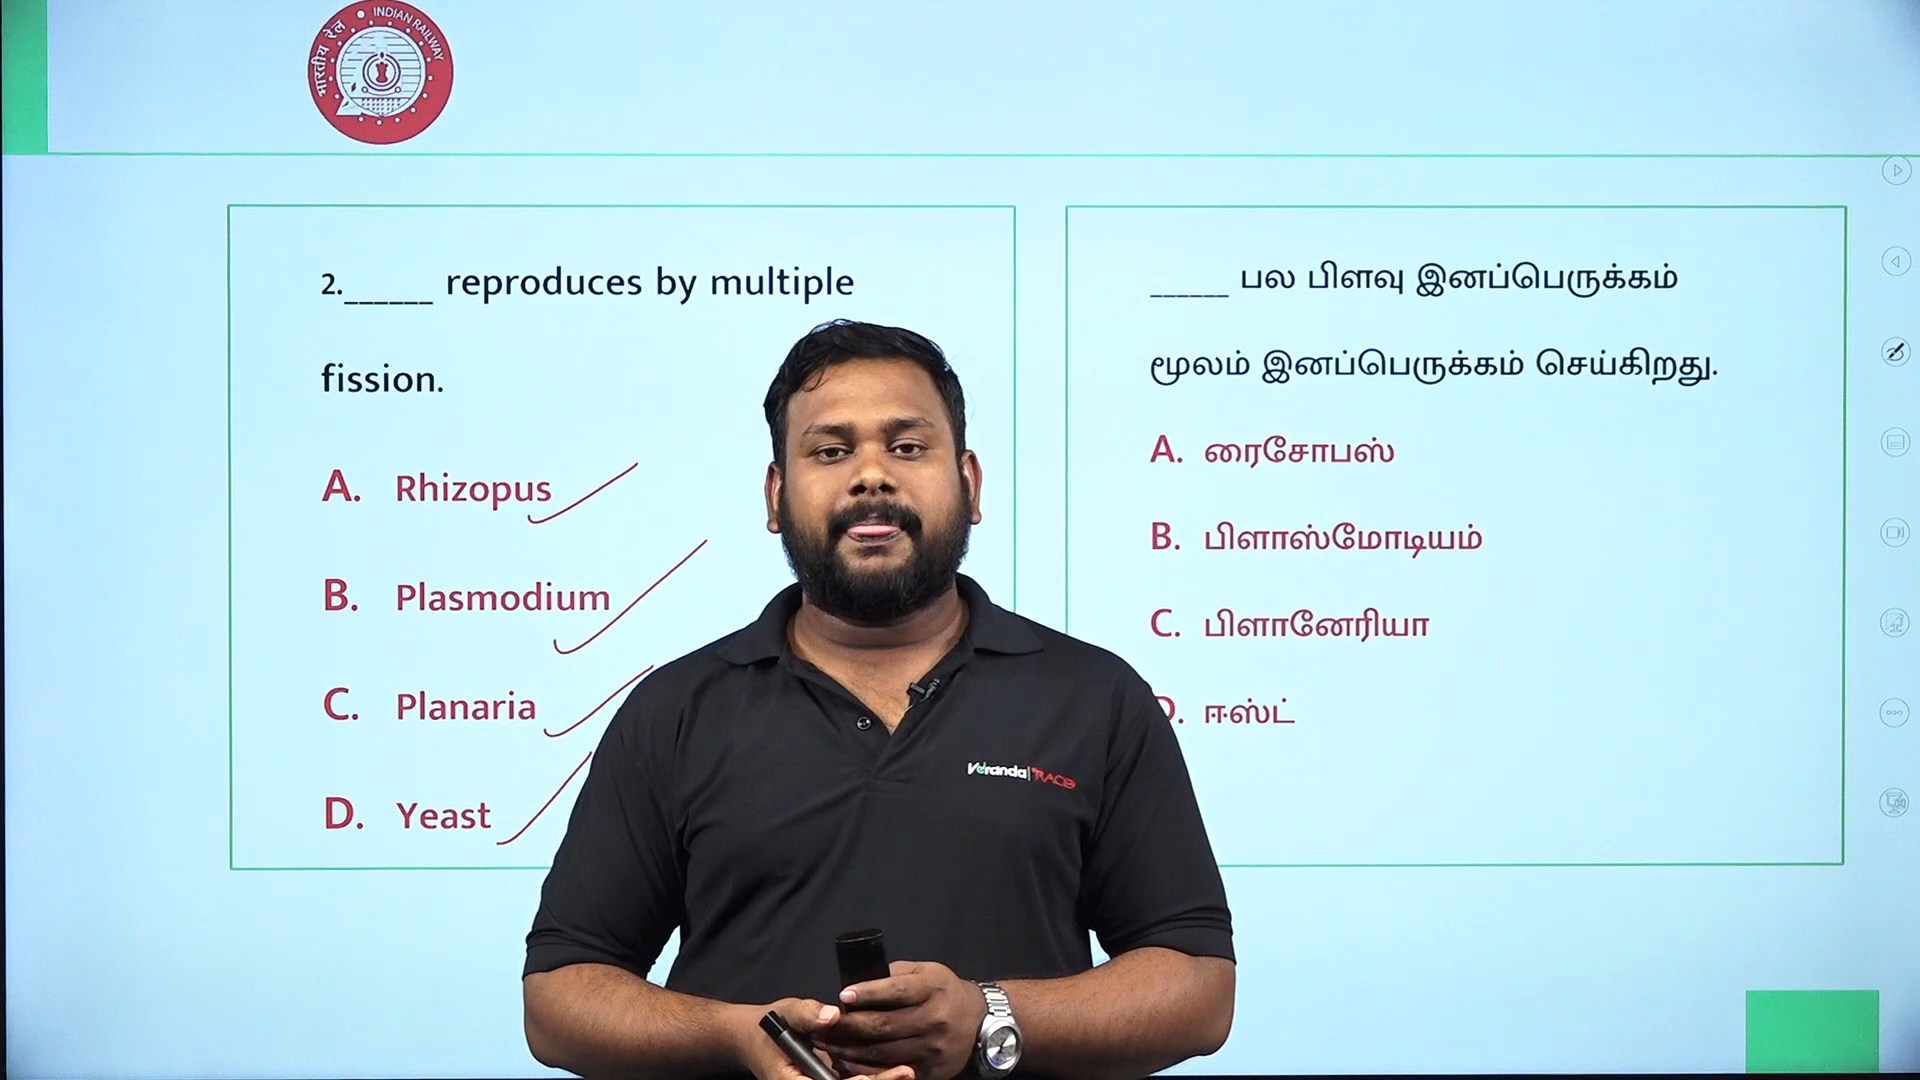 भारतीय रेल
INDIAN RAILWAY
2.______ reproduces by multiple
fission.
A. Rhizopus
B. Plasmodium
C. Planaria
D. Yeast
______ பல பிளவு இனப்பெருக்கம்
மூலம் இனப்பெருக்கம் செய்கிறது.
A. ரைசோபஸ்
B. பிளாஸ்மோடியம்
C. பிளானேரியா
D. ஈஸ்ட்
Veranda|RACE